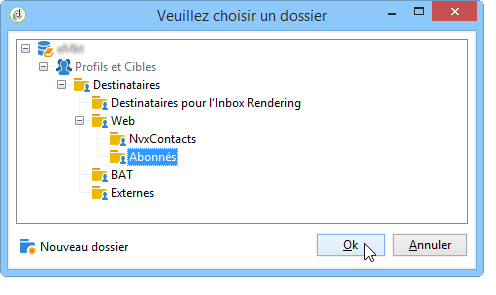 Veuillez choisir un dossier
Profils et Cibles
Destinataires
Destinataires pour l'Inbox Rendering
Web
NvxContacts
Abonnés
BAT
Externes
Nouveau dossier
Ok
Annuler